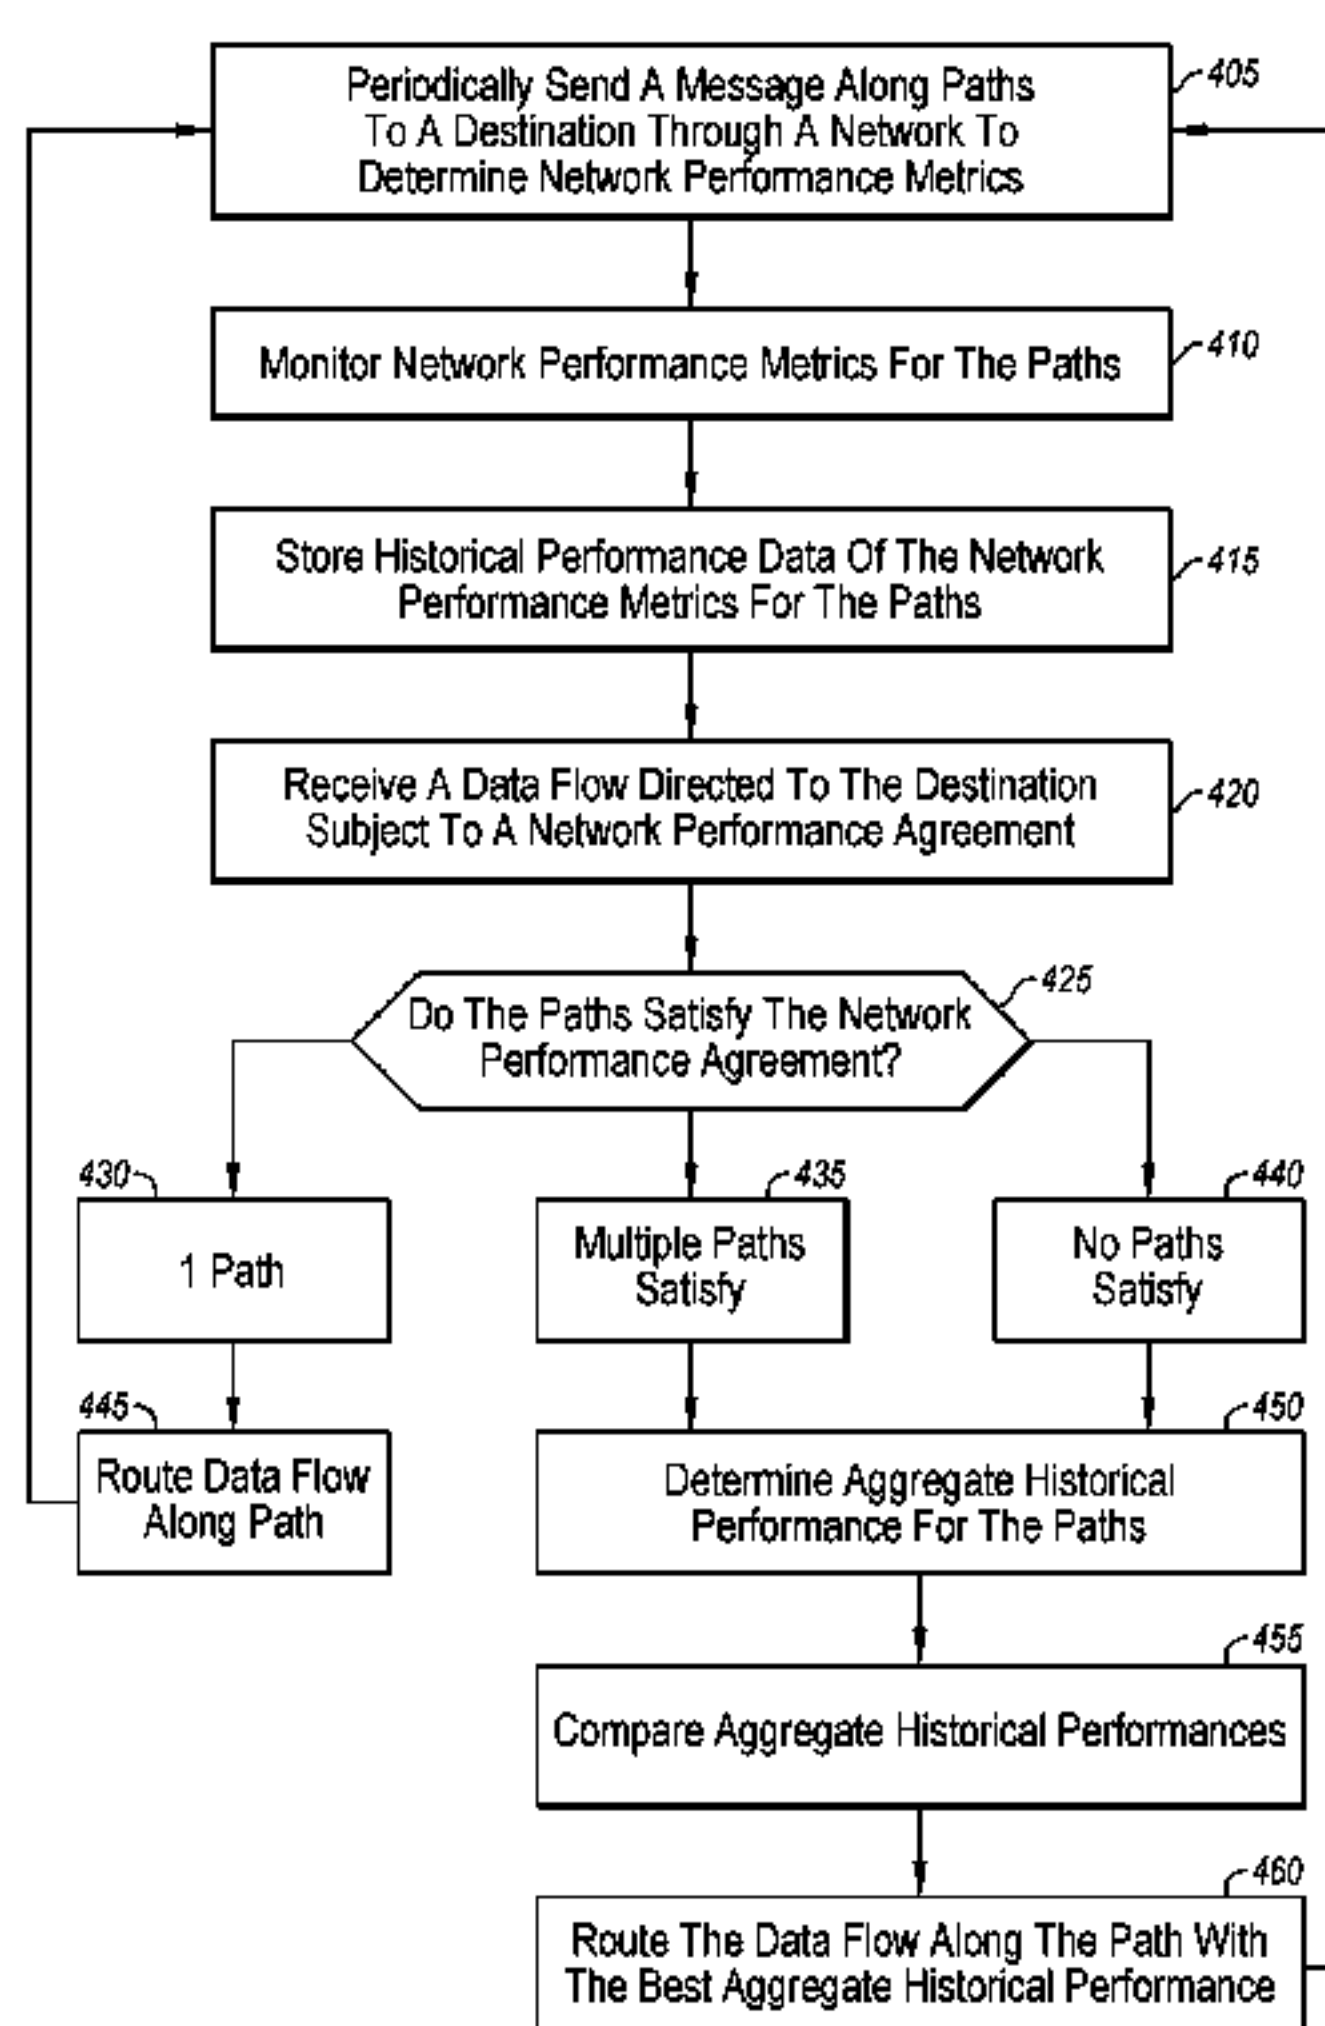 Periodically Send A Message Along Paths
To A Destination Through A Network To
Determine Network Performance Metrics
405
Monitor Network Performance Metrics For The Paths
410
Store Historical Performance Data Of The Network
Performance Metrics For The Paths
415
Receive A Data Flow Directed To The Destination
Subject To A Network Performance Agreement
420
Do The Paths Satisfy The Network
Performance Agreement?
425
430
1 Path
435
Multiple Paths
Satisfy
440
No Paths
Satisfy
445
Route Data Flow
Along Path
450
Determine Aggregate Historical
Performance For The Paths
455
Compare Aggregate Historical Performances
460
Route The Data Flow Along The Path With
The Best Aggregate Historical Performance